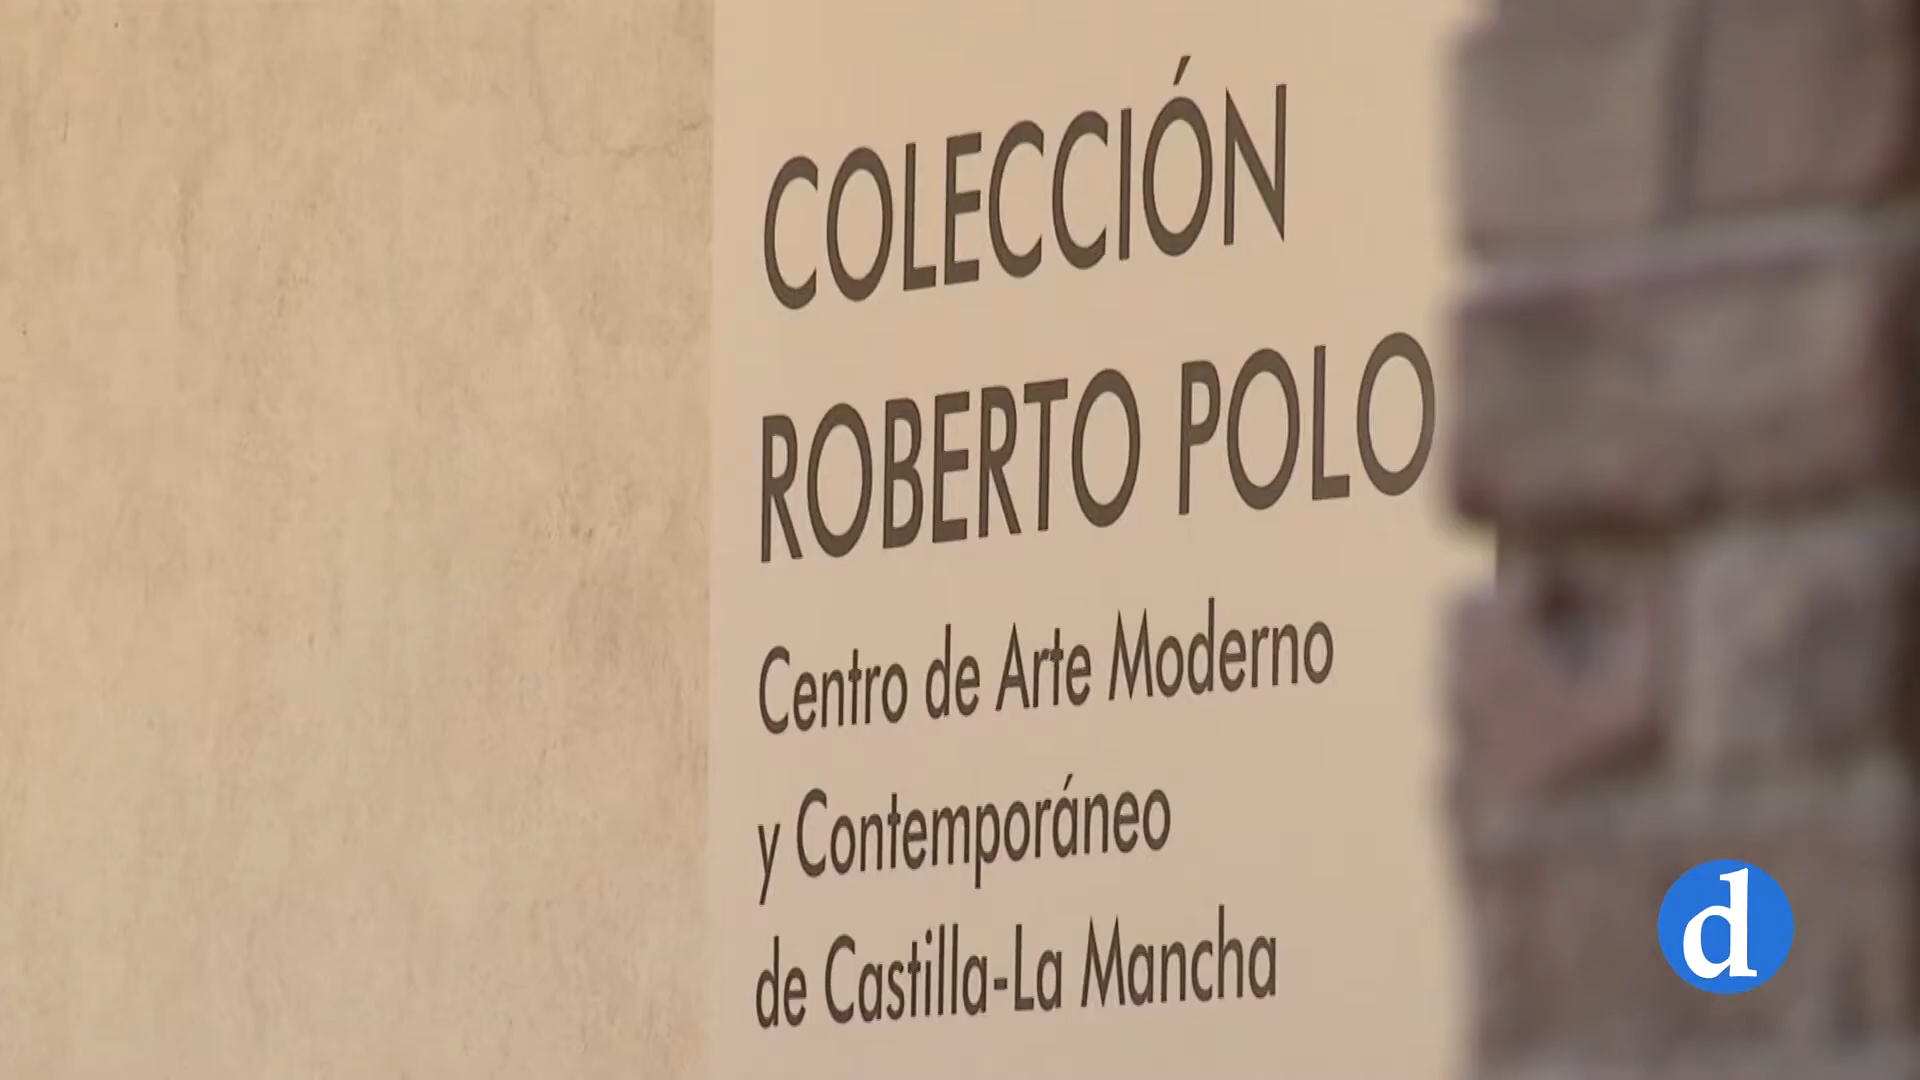 COLECCIÓN
ROBERTO POLO
Centro de Arte Moderno
y Contemporáneo
de Castilla-La Mancha
d